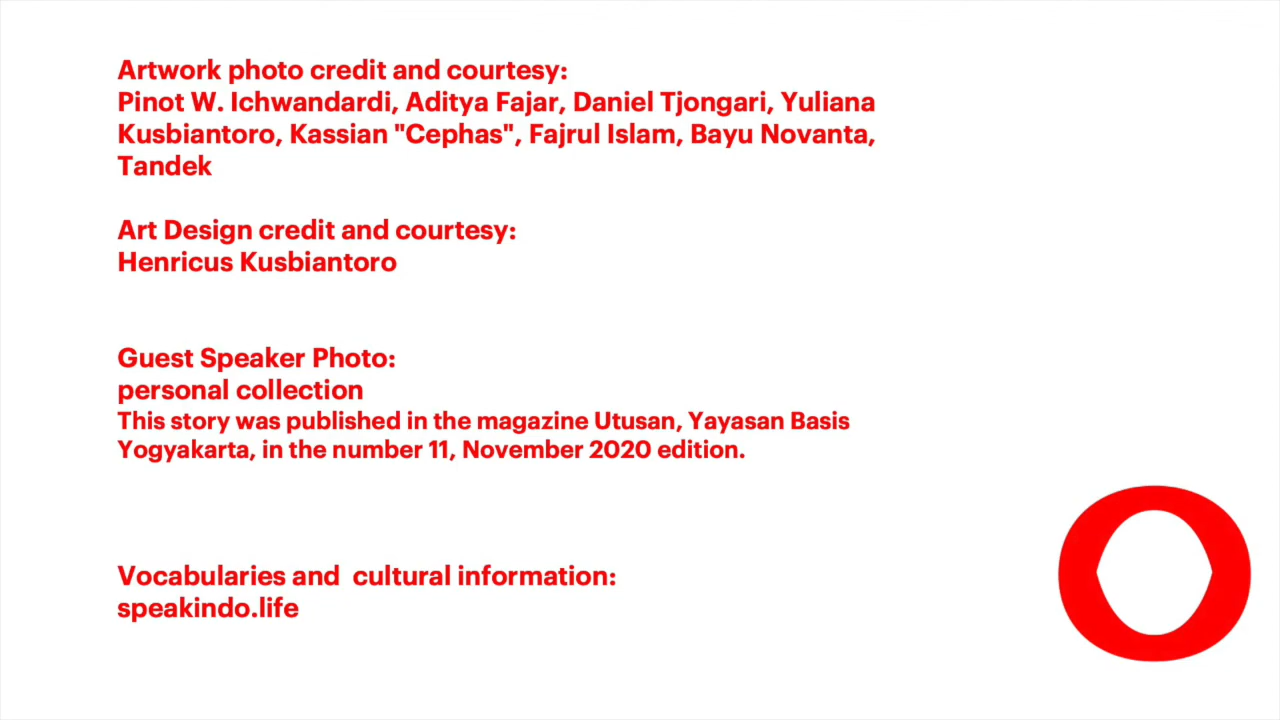 Artwork photo credit and courtesy:
Pinot W. Ichwandardi, Aditya Fajar, Daniel Tjongari, Yuliana
Kusbiantoro, Kassian "Cephas", Fajrul Islam, Bayu Novanta,
Tandek
Art Design credit and courtesy:
Henricus Kusbiantoro
Guest Speaker Photo:
personal collection
This story was published in the magazine Utusan, Yayasan Basis
Yogyakarta, in the number 11, November 2020 edition.
Vocabularies and  cultural information:
speakindo.life
O